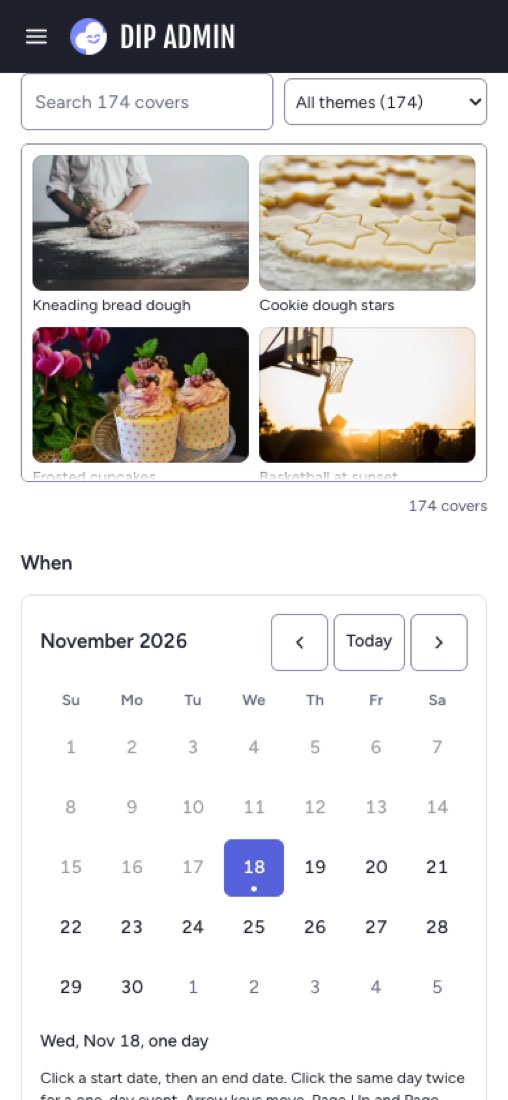 DIP ADMIN
Search 174 covers
All themes (174)
Kneading bread dough
Cookie dough stars
Frosted cupcakes
Basketball at sunset
174 covers
When
November 2026
Today
Su Mo Tu We Th Fr Sa
1 2 3 4 5 6 7
8 9 10 11 12 13 14
15 16 17 18 19 20 21
22 23 24 25 26 27 28
29 30 1 2 3 4 5
Wed, Nov 18, one day
Click a start date, then an end date. Click the same day twice
for a one-day event. Arrow keys move, Page Up and Page